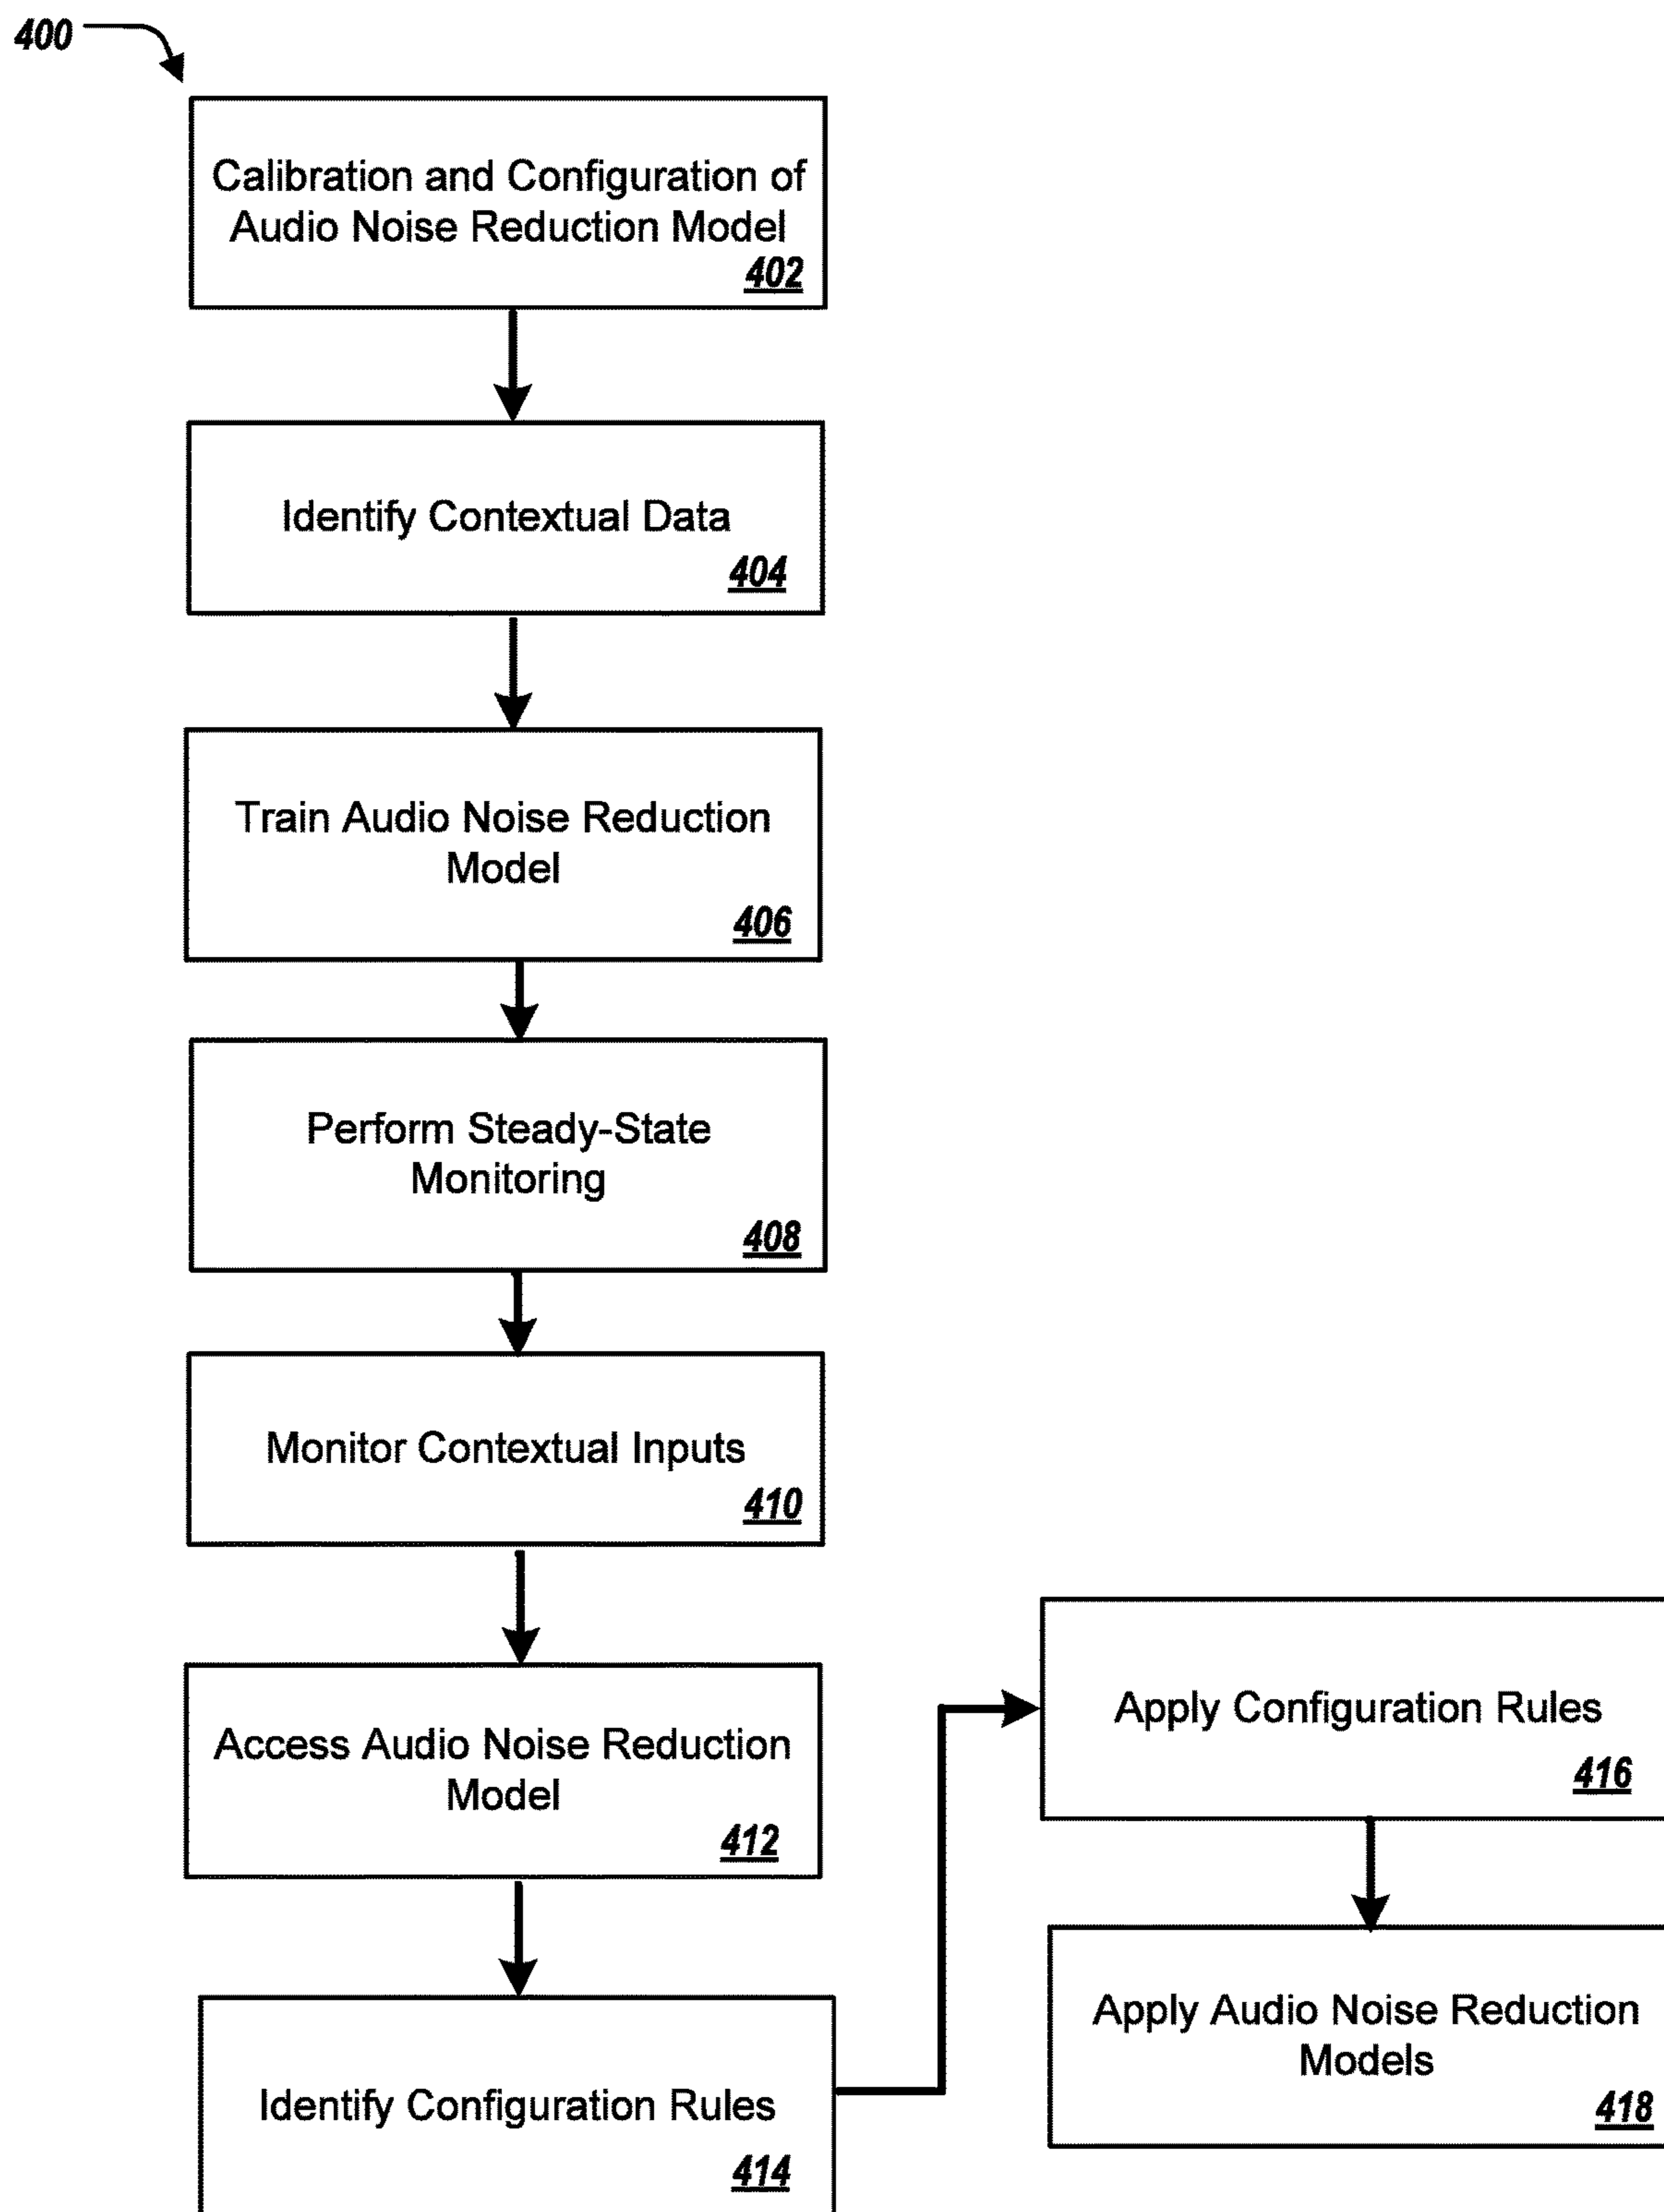 400
Calibration and Configuration of
Audio Noise Reduction Model
402
Identify Contextual Data
404
Train Audio Noise Reduction
Model
406
Perform Steady-State
Monitoring
408
Monitor Contextual Inputs
410
Access Audio Noise Reduction
Model
412
Identify Configuration Rules
414
Apply Configuration Rules
416
Apply Audio Noise Reduction
Models
418